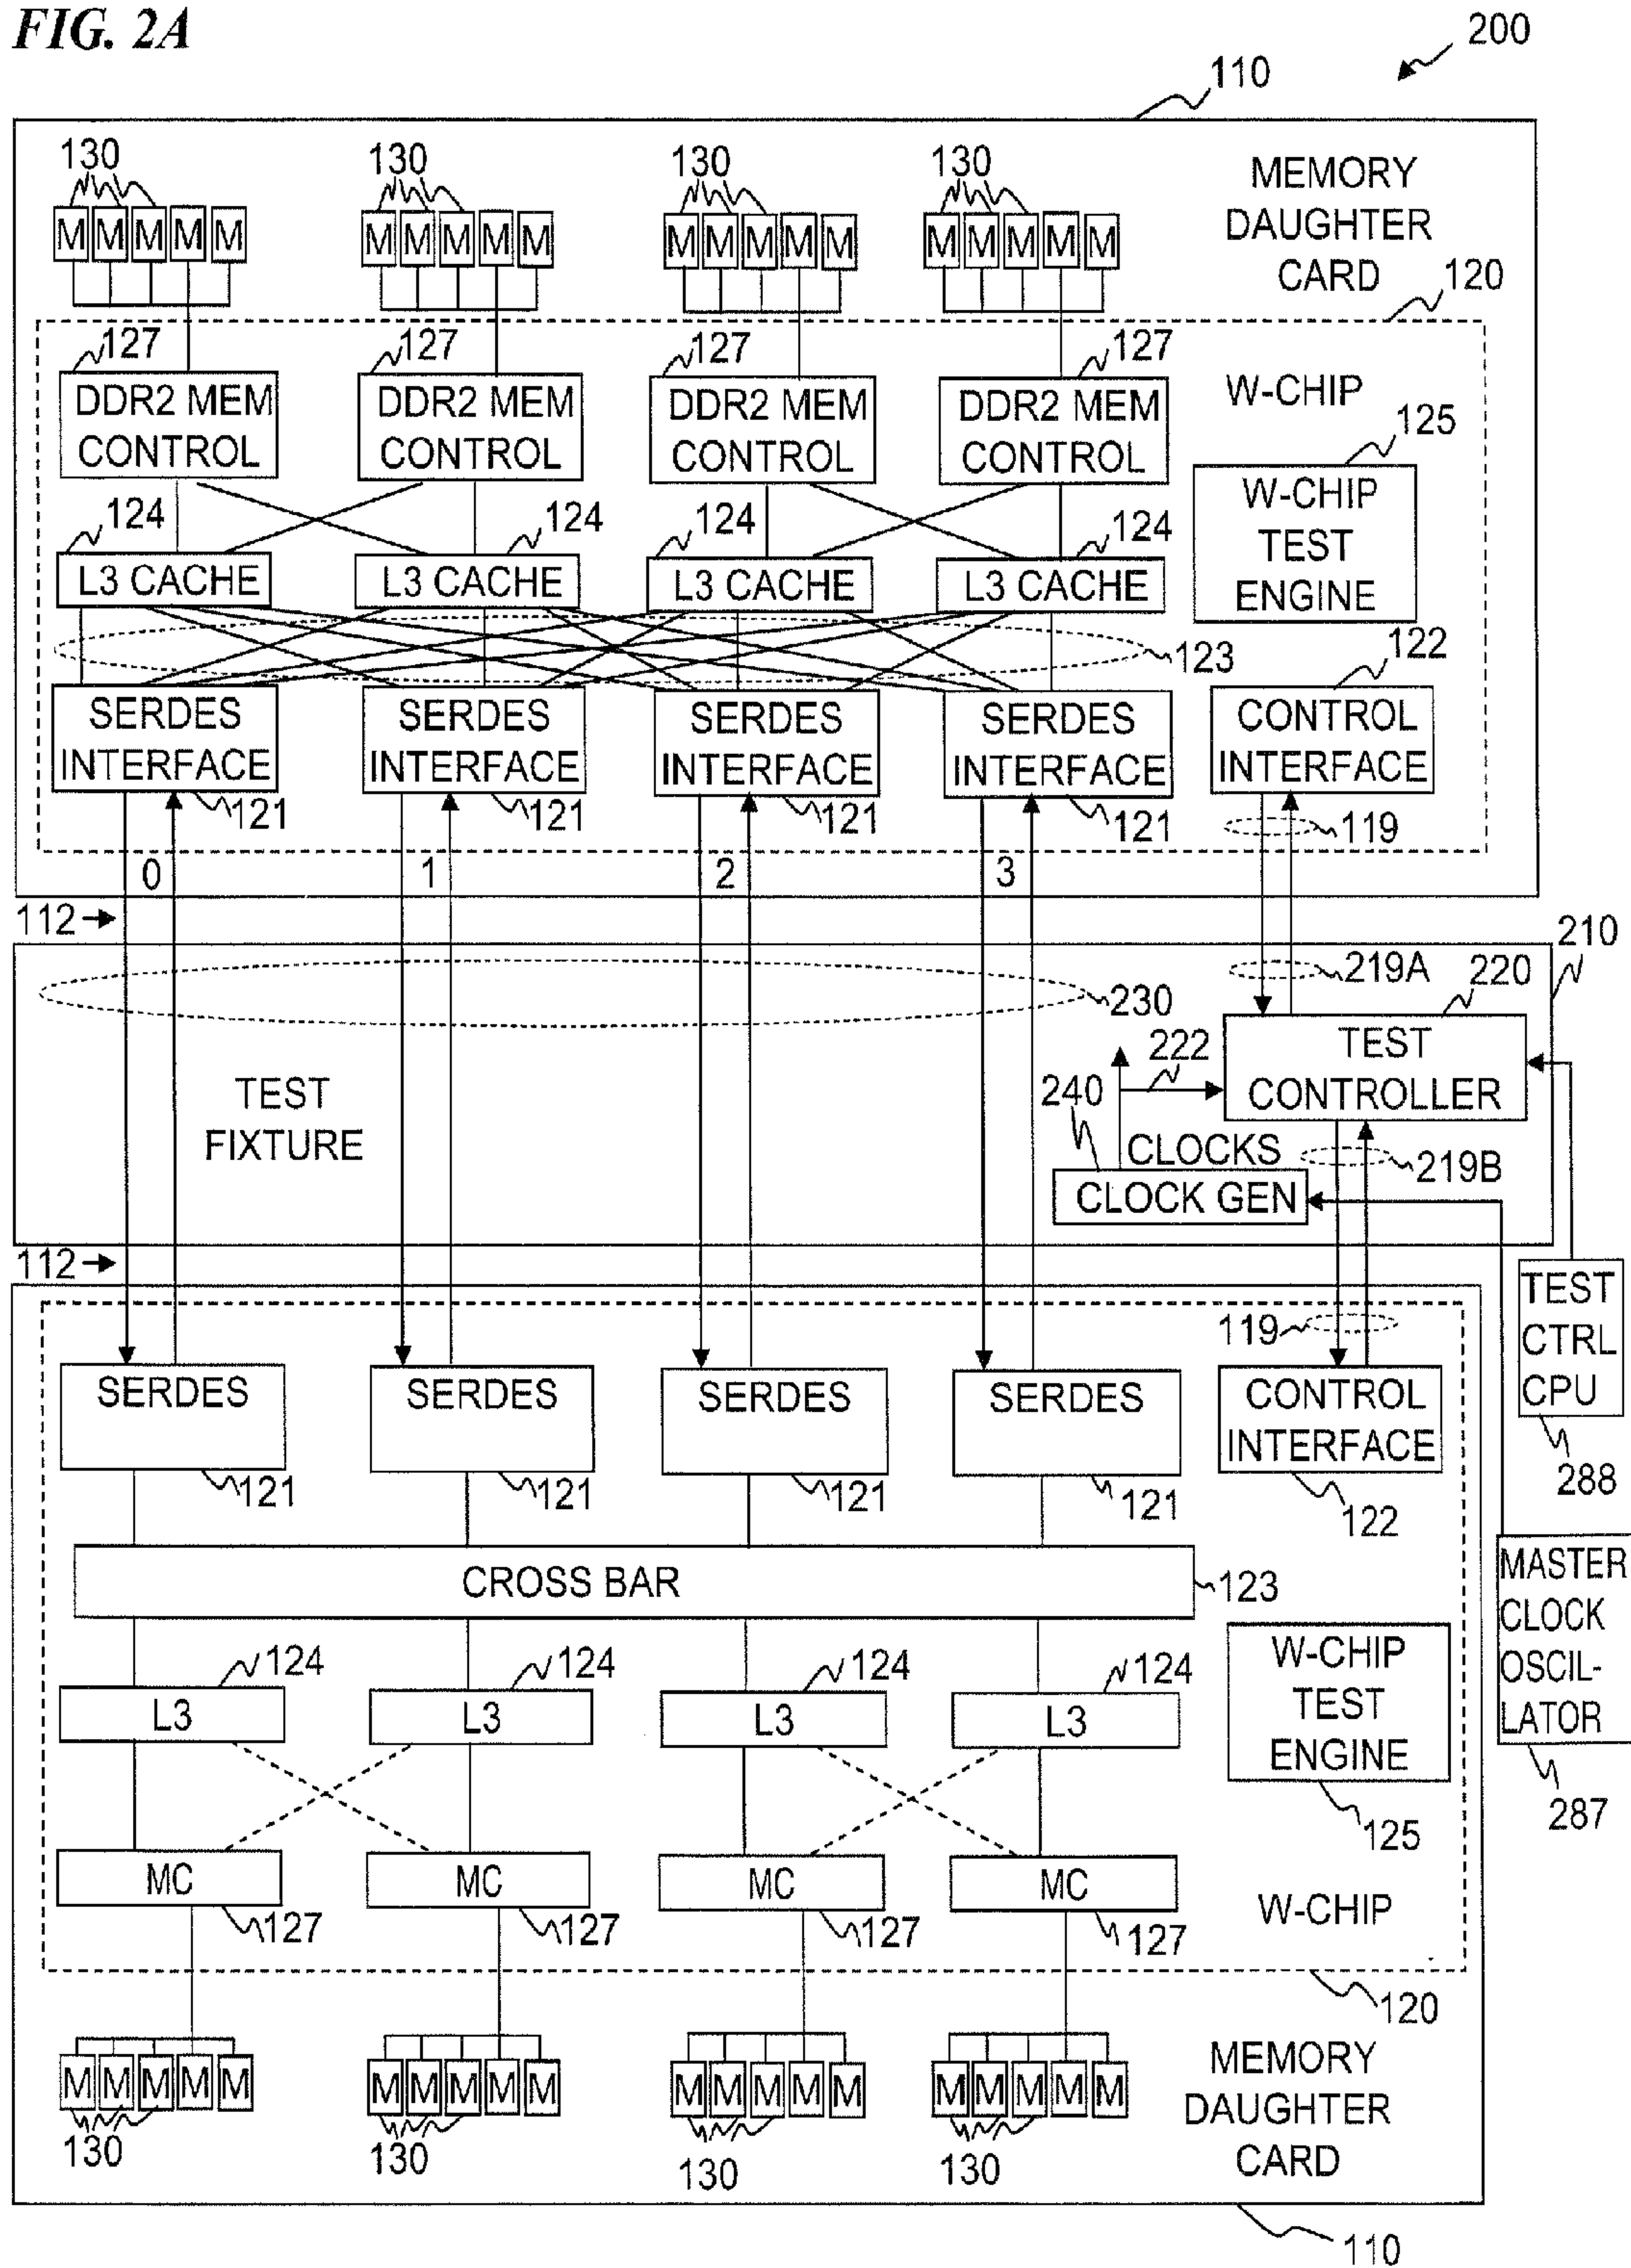 FIG. 2A
200
110
130 130 130 130
MEMORY
DAUGHTER
CARD
M M M M M M M M M M M M M M M M M M M M
120
127 127 127 127
DDR2 MEM CONTROL
DDR2 MEM CONTROL
DDR2 MEM CONTROL
DDR2 MEM CONTROL
W-CHIP
125
W-CHIP
TEST
ENGINE
124 124 124 124
L3 CACHE L3 CACHE L3 CACHE L3 CACHE
123
122
SERDES INTERFACE
SERDES INTERFACE
SERDES INTERFACE
SERDES INTERFACE
CONTROL
INTERFACE
121 121 121 121
119
0 1 2 3
112
210
219A
220
230
TEST
CONTROLLER
222
240
TEST
FIXTURE
CLOCKS
219B
CLOCK GEN
112
TEST
CTRL
CPU
288
119
SERDES SERDES SERDES SERDES
CONTROL
INTERFACE
121 121 121 121
122
CROSS BAR
123
MASTER
CLOCK
OSCIL-
LATOR
287
124 124 124 124
L3 L3 L3 L3
W-CHIP
TEST
ENGINE
125
MC MC MC MC
127 127 127 127
W-CHIP
120
M M M M M M M M M M M M M M M M M M M M
130 130 130 130
MEMORY
DAUGHTER
CARD
110